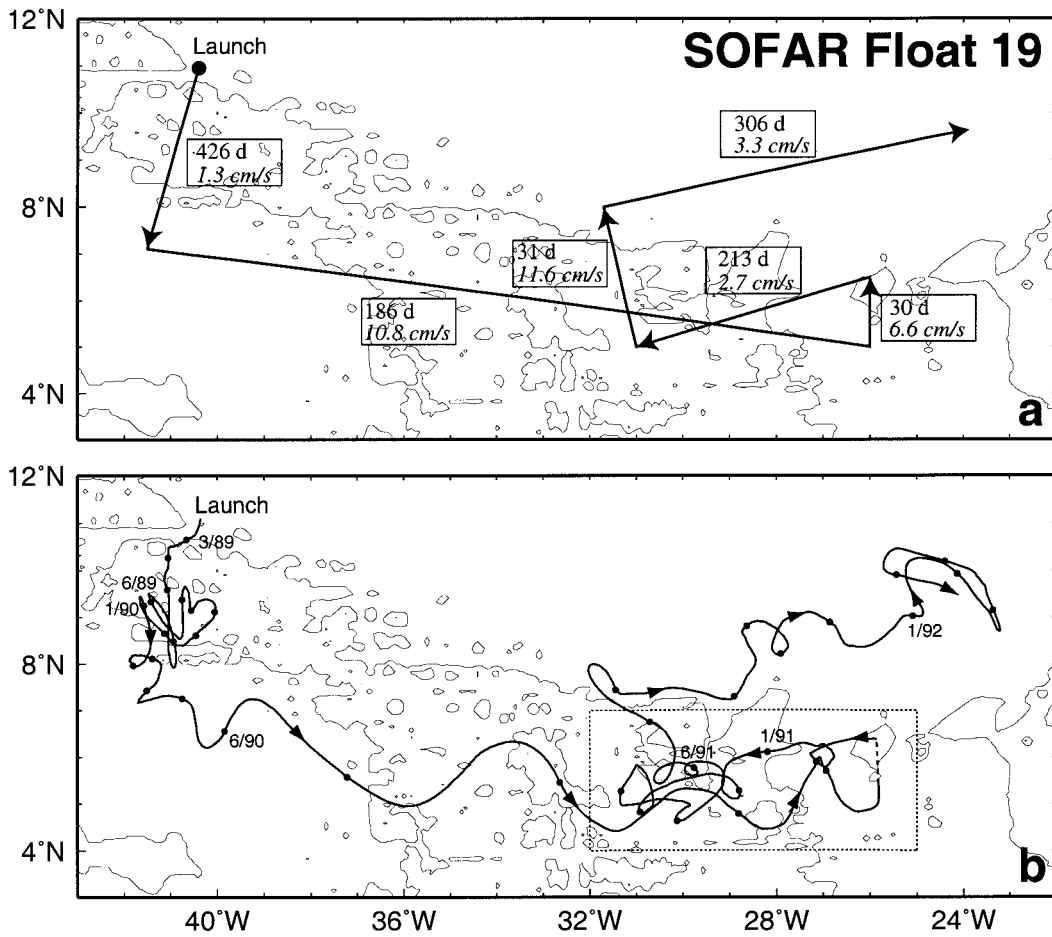 12°N
Launch
SOFAR Float 19
306 d
3.3 cm/s
426 d
1.3 cm/s
8°N
31 d
11.6 cm/s
213 d
2.7 cm/s
186 d
10.8 cm/s
30 d
6.6 cm/s
4°N
a
12°N
Launch
3/89
6/89
1/90
8°N
1/92
6/90
1/91
6/91
4°N
b
40°W
36°W
32°W
28°W
24°W